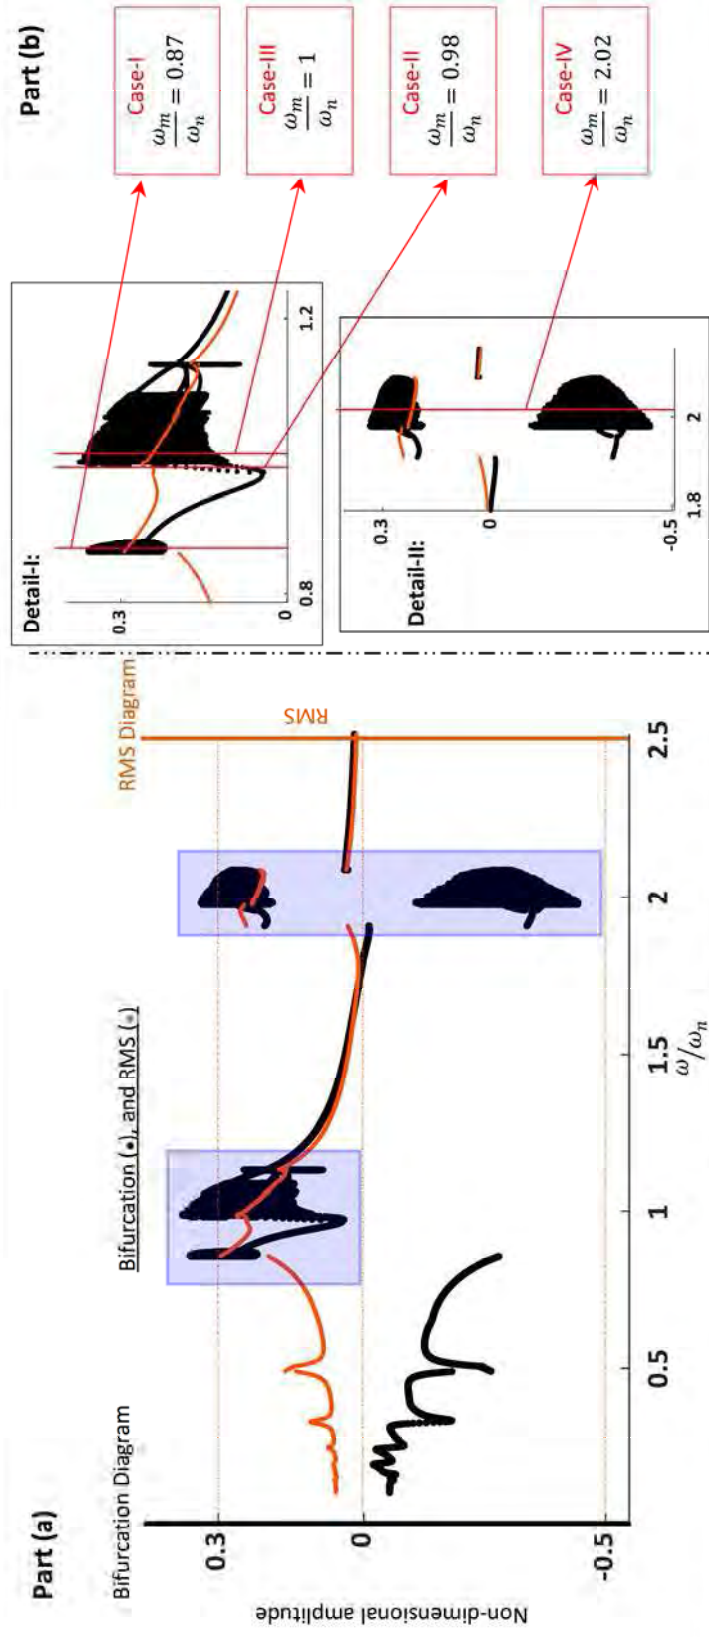 Part (a)
Bifurcation Diagram
Bifurcation (•), and RMS (•)
RMS Diagram
Non-dimensional amplitude
0.3
0
-0.5
0.5
1
1.5
2
2.5
ω/ωn
RMS
Part (b)
Detail-I:
0.3
0
0.8
1.2
Detail-II:
0.3
0
-0.5
1.8
2
Case-I
ωm/ωn = 0.87
Case-III
ωm/ωn = 1
Case-II
ωm/ωn = 0.98
Case-IV
ωm/ωn = 2.02